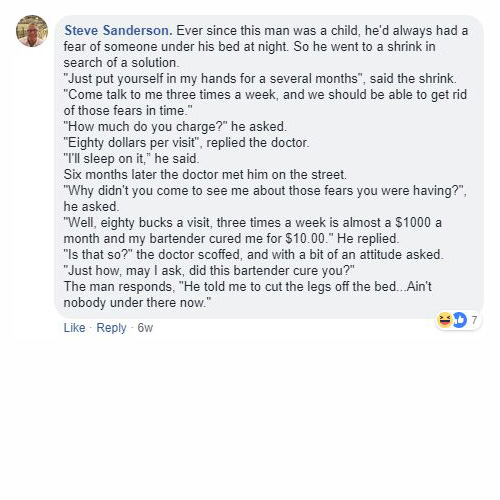 Steve Sanderson. Ever since this man was a child, he'd always had a
fear of someone under his bed at night. So he went to a shrink in
search of a solution.
"Just put yourself in my hands for a several months", said the shrink.
"Come talk to me three times a week, and we should be able to get rid
of those fears in time."
"How much do you charge?" he asked.
"Eighty dollars per visit", replied the doctor.
"I'll sleep on it," he said.
Six months later the doctor met him on the street.
"Why didn't you come to see me about those fears you were having?",
he asked.
"Well, eighty bucks a visit, three times a week is almost a $1000 a
month and my bartender cured me for $10.00." He replied.
"Is that so?" the doctor scoffed, and with a bit of an attitude asked.
"Just how, may I ask, did this bartender cure you?"
The man responds, "He told me to cut the legs off the bed...Ain't
nobody under there now."
7
Like · Reply · 6w